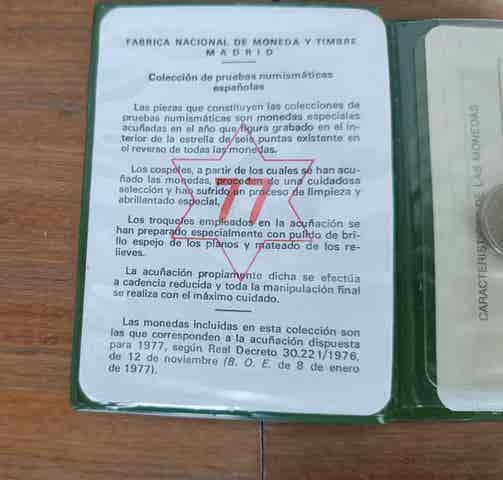 FABRICA NACIONAL DE MONEDA Y TIMBRE
MADRID
Colección de pruebas numismáticas
españolas
Las piezas que constituyen las colecciones de
pruebas numismáticas son monedas especiales
acuñadas en el año que figura grabado en el in-
terior de la estrella de seis puntas existente en
el reverso de todas las monedas.
Los cospeles, a partir de los cuales se han acu-
ñado las monedas, proceden de una cuidadosa
selección y han sufrido un proceso de limpieza y
abrillantado especial.
77
Los troqueles empleados en la acuñación se
han preparado especialmente con pulido de bri-
llo espejo de los planos y mateado de los re-
lieves.
La acuñación propiamente dicha se efectúa
a cadencia reducida y toda la manipulación final
se realiza con el máximo cuidado.
Las monedas incluidas en esta colección son
las que corresponden a la acuñación dispuesta
para 1977, según Real Decreto 30.221/1976,
de 12 de noviembre (B. O. E. de 8 de enero
de 1977).
LAS MONEDAS